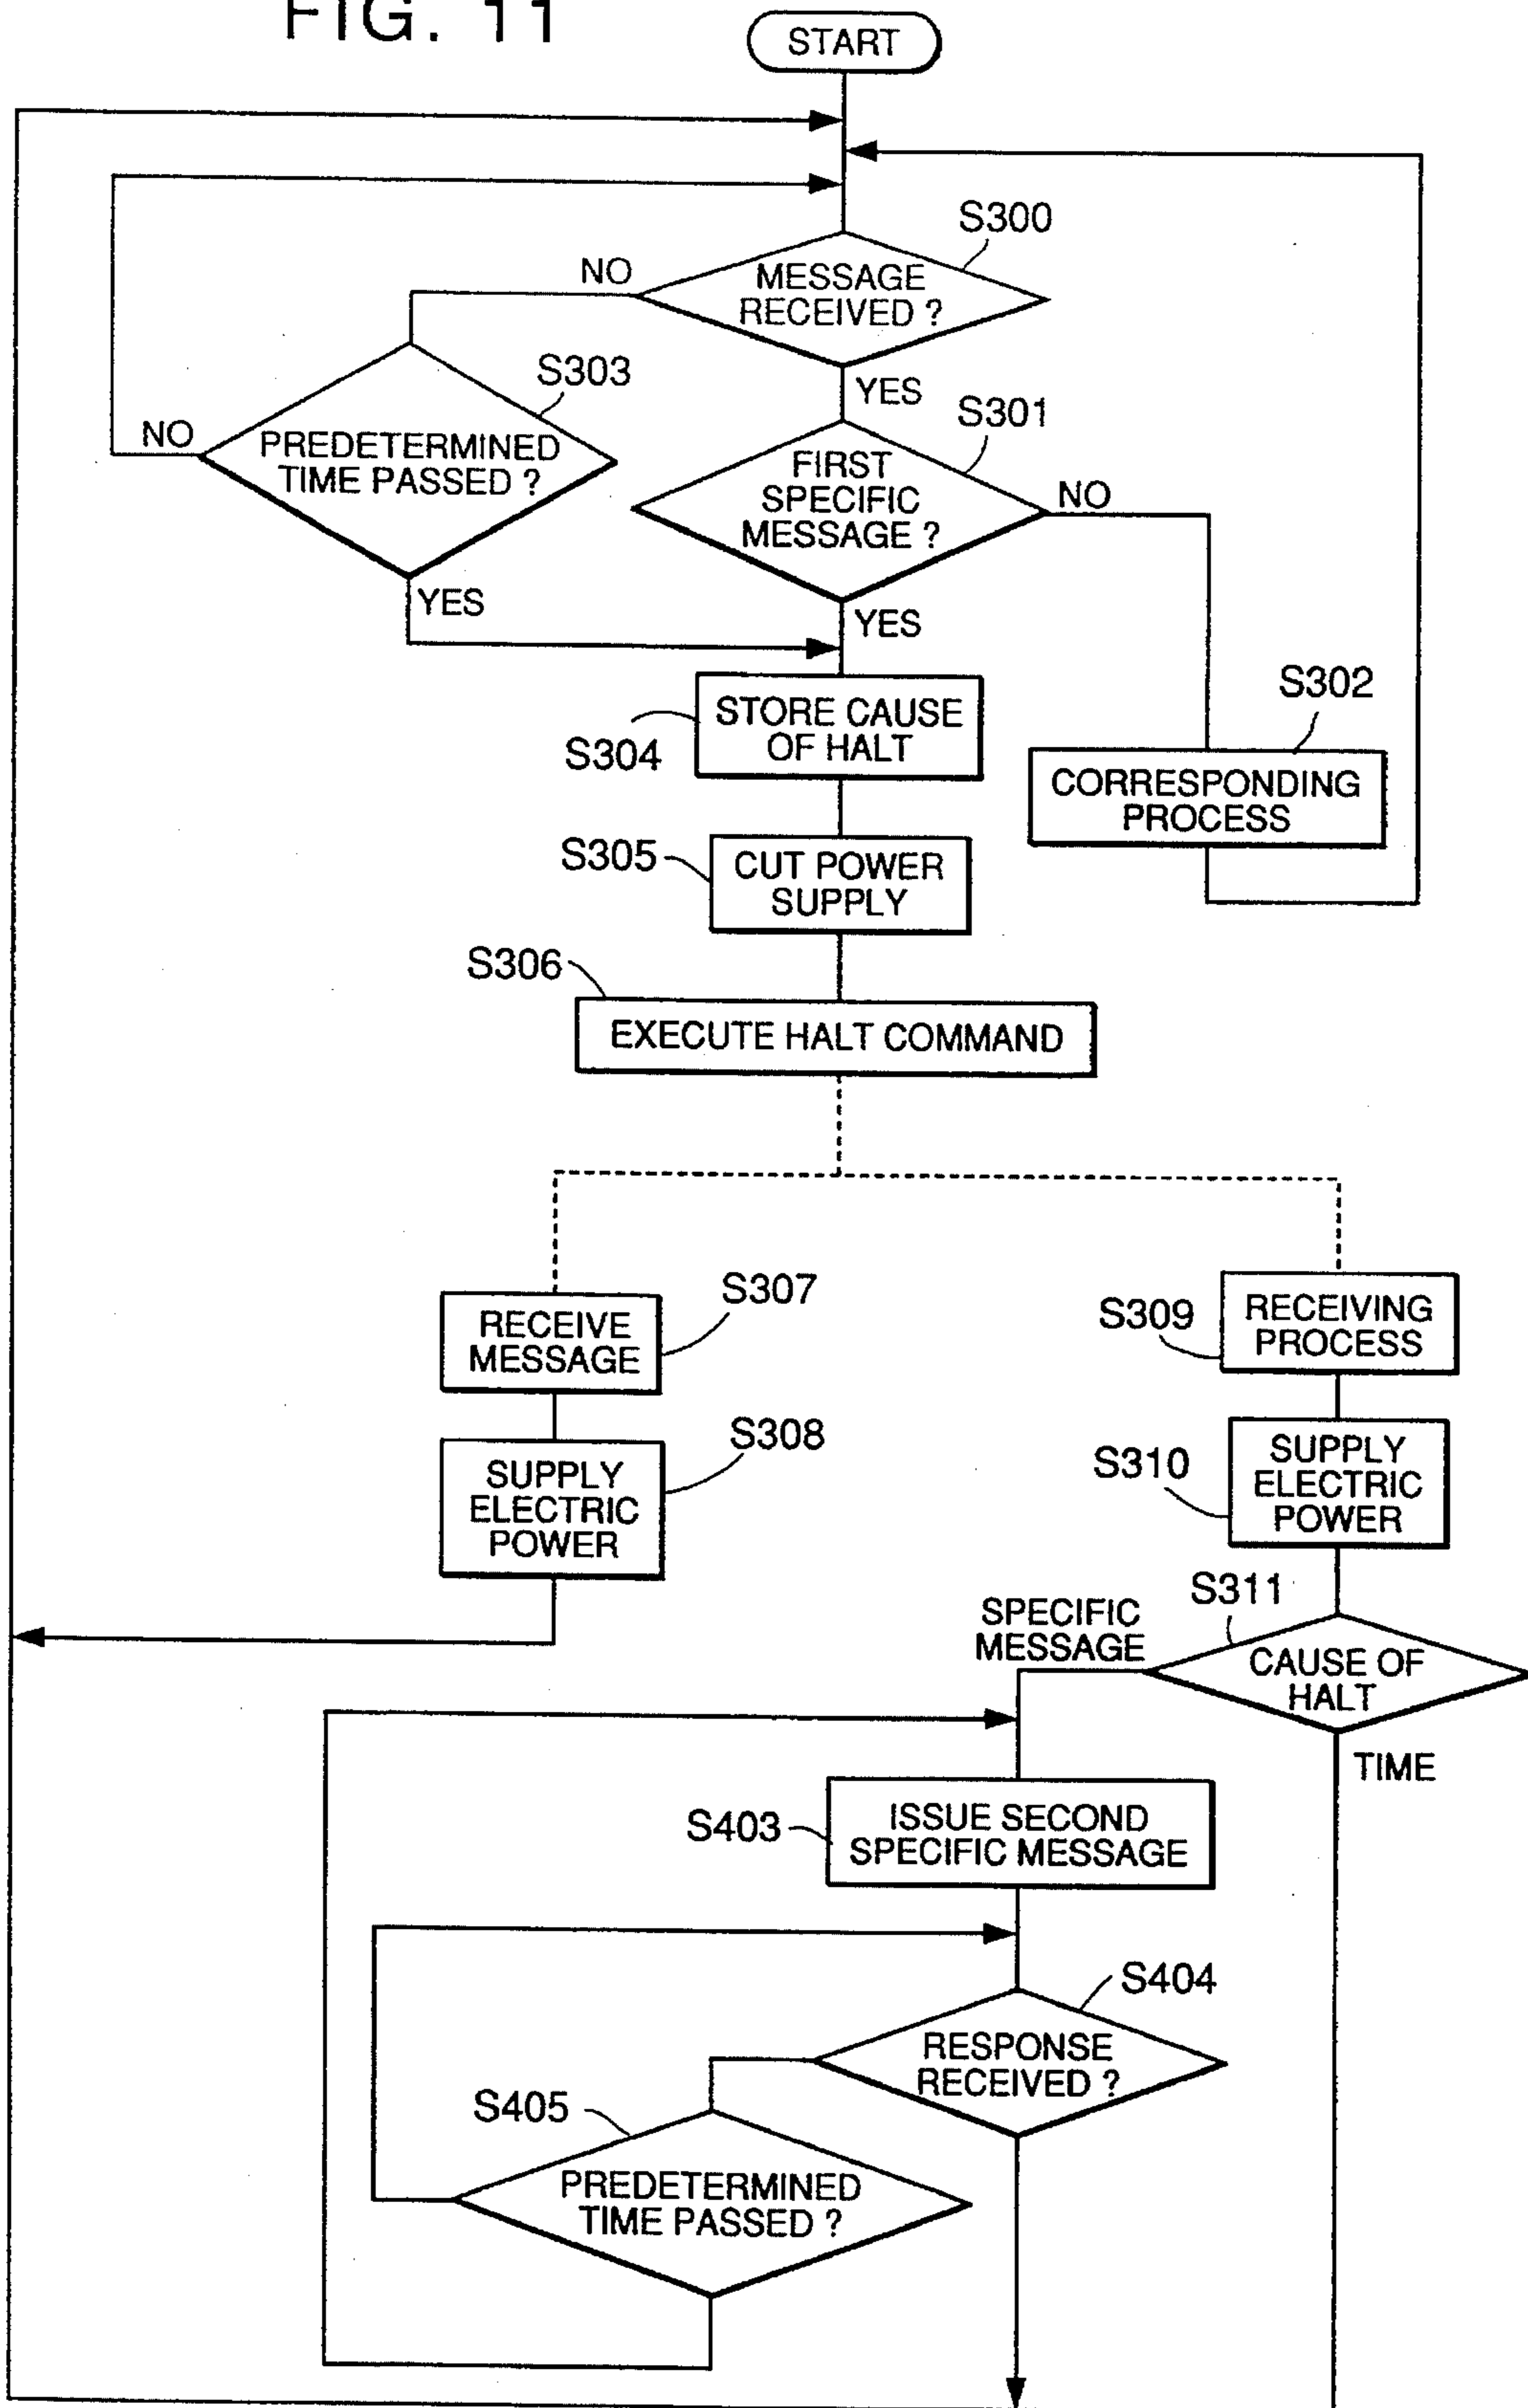 FIG. 11
START
S300
NO
MESSAGE
RECEIVED ?
S303
YES
S301
NO
PREDETERMINED
TIME PASSED ?
FIRST
SPECIFIC
MESSAGE ?
NO
YES
YES
S302
STORE CAUSE
OF HALT
S304
CORRESPONDING
PROCESS
S305
CUT POWER
SUPPLY
S306
EXECUTE HALT COMMAND
S307
RECEIVE
MESSAGE
S309
RECEIVING
PROCESS
S308
SUPPLY
ELECTRIC
POWER
S310
SUPPLY
ELECTRIC
POWER
S311
SPECIFIC
MESSAGE
CAUSE OF
HALT
TIME
S403
ISSUE SECOND
SPECIFIC MESSAGE
S404
RESPONSE
RECEIVED ?
S405
PREDETERMINED
TIME PASSED ?